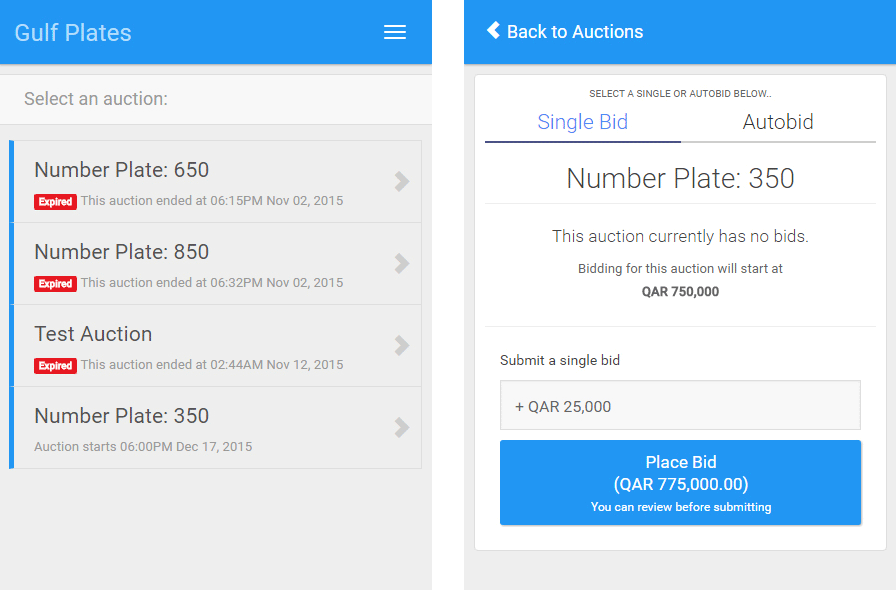 Gulf Plates
Select an auction:
Number Plate: 650
Expired This auction ended at 06:15PM Nov 02, 2015
Number Plate: 850
Expired This auction ended at 06:32PM Nov 02, 2015
Test Auction
Expired This auction ended at 02:44AM Nov 12, 2015
Number Plate: 350
Auction starts 06:00PM Dec 17, 2015
Back to Auctions
SELECT A SINGLE OR AUTOBID BELOW..
Single Bid Autobid
Number Plate: 350
This auction currently has no bids.
Bidding for this auction will start at
QAR 750,000
Submit a single bid
+ QAR 25,000
Place Bid
(QAR 775,000.00)
You can review before submitting